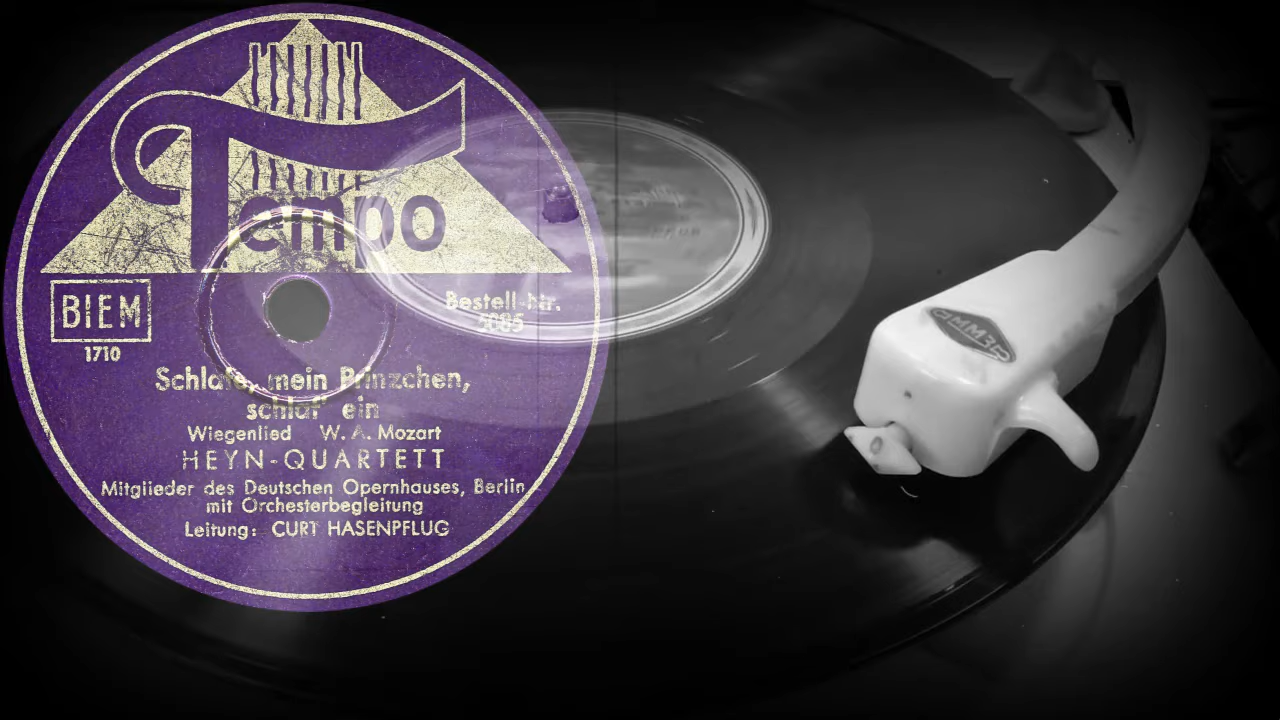 Tempo
BIEM
1710
Bestell-Nr.
5085
Schlafe, mein Prinzchen,
schlaf' ein
Wiegenlied W. A. Mozart
HEYN-QUARTETT
Mitglieder des Deutschen Opernhauses, Berlin
mit Orchesterbegleitung
Leitung: CURT HASENPFLUG